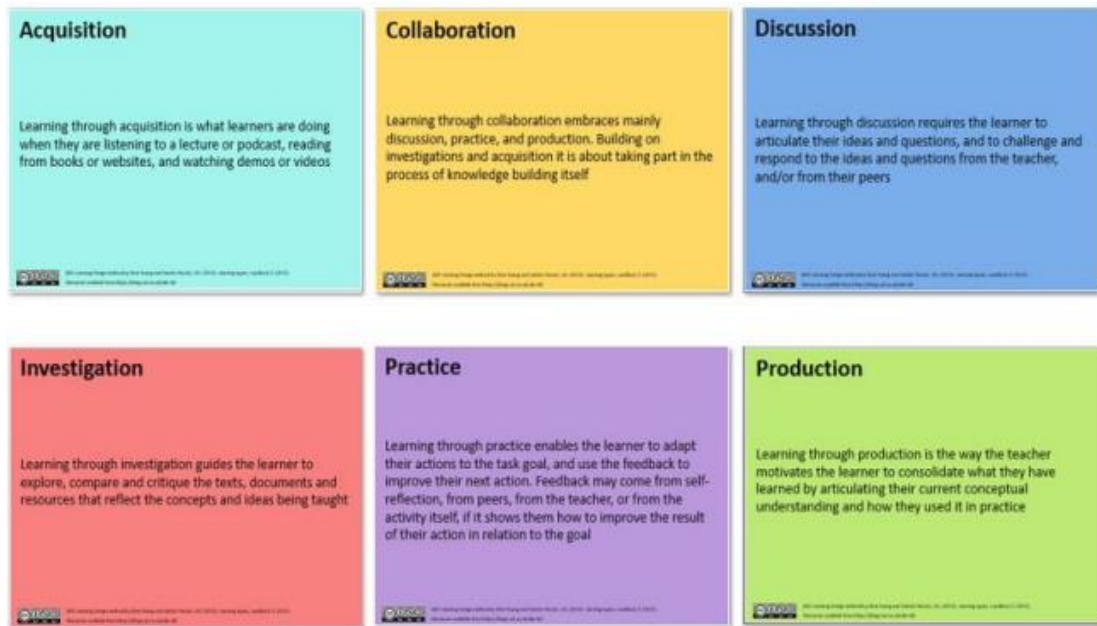 Acquisition
Learning through acquisition is what learners are doing
when they are listening to a lecture or podcast, reading
from books or websites, and watching demos or videos
Collaboration
Learning through collaboration embraces mainly
discussion, practice, and production. Building on
investigations and acquisition it is about taking part in the
process of knowledge building itself
Discussion
Learning through discussion requires the learner to
articulate their ideas and questions, and to challenge and
respond to the ideas and questions from the teacher,
and/or from their peers
Investigation
Learning through investigation guides the learner to
explore, compare and critique the texts, documents and
resources that reflect the concepts and ideas being taught
Practice
Learning through practice enables the learner to adapt
their actions to the task goal, and use the feedback to
improve their next action. Feedback may come from self-
reflection, from peers, from the teacher, or from the
activity itself, if it shows them how to improve the result
of their action in relation to the goal
Production
Learning through production is the way the teacher
motivates the learner to consolidate what they have
learned by articulating their current conceptual
understanding and how they used it in practice